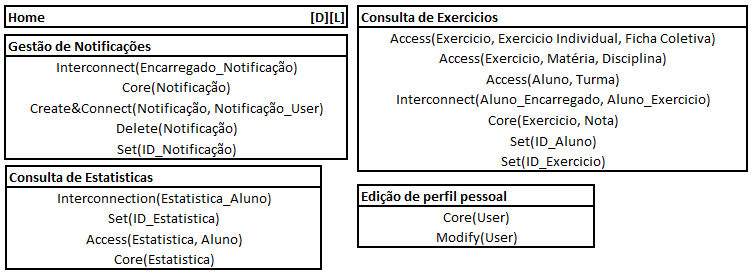 Home [D][L]
Gestão de Notificações
Interconnect(Encarregado_Notificação)
Core(Notificação)
Create&Connect(Notificação, Notificação_User)
Delete(Notificação)
Set(ID_Notificação)
Consulta de Estatisticas
Interconnection(Estatistica_Aluno)
Set(ID_Estatistica)
Access(Estatistica, Aluno)
Core(Estatistica)
Consulta de Exercicios
Access(Exercicio, Exercicio Individual, Ficha Coletiva)
Access(Exercicio, Matéria, Disciplina)
Access(Aluno, Turma)
Interconnect(Aluno_Encarregado, Aluno_Exercicio)
Core(Exercicio, Nota)
Set(ID_Aluno)
Set(ID_Exercicio)
Edição de perfil pessoal
Core(User)
Modify(User)